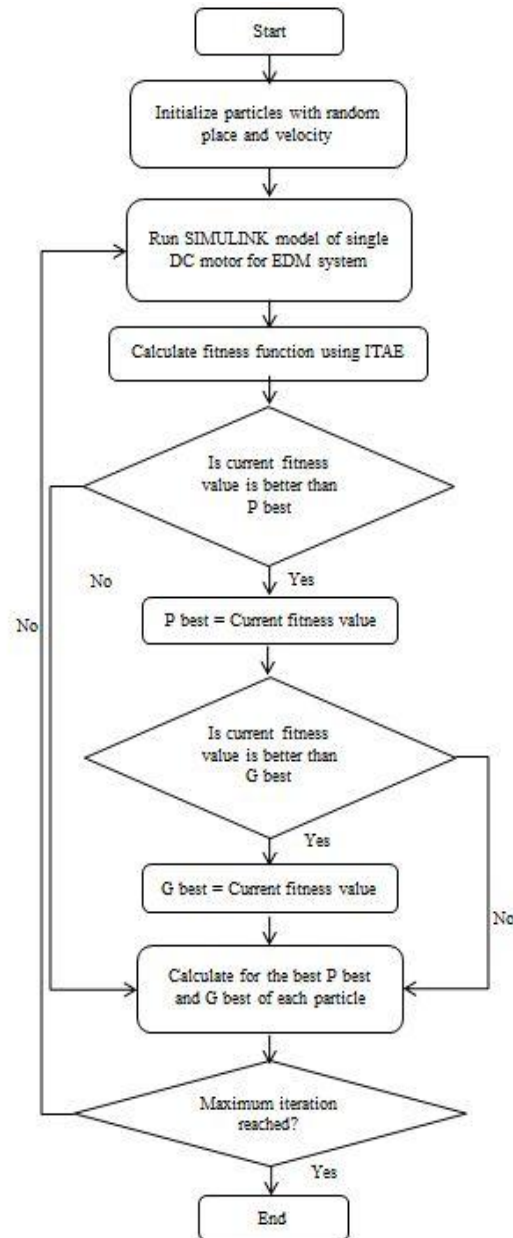 Start
Initialize particles with random
place and velocity
Run SIMULINK model of single
DC motor for EDM system
Calculate fitness function using ITAE
Is current fitness
value is better than
P best
No
Yes
No
P best = Current fitness value
Is current fitness
value is better than
G best
Yes
G best = Current fitness value
No
Calculate for the best P best
and G best of each particle
Maximum iteration
reached?
Yes
End